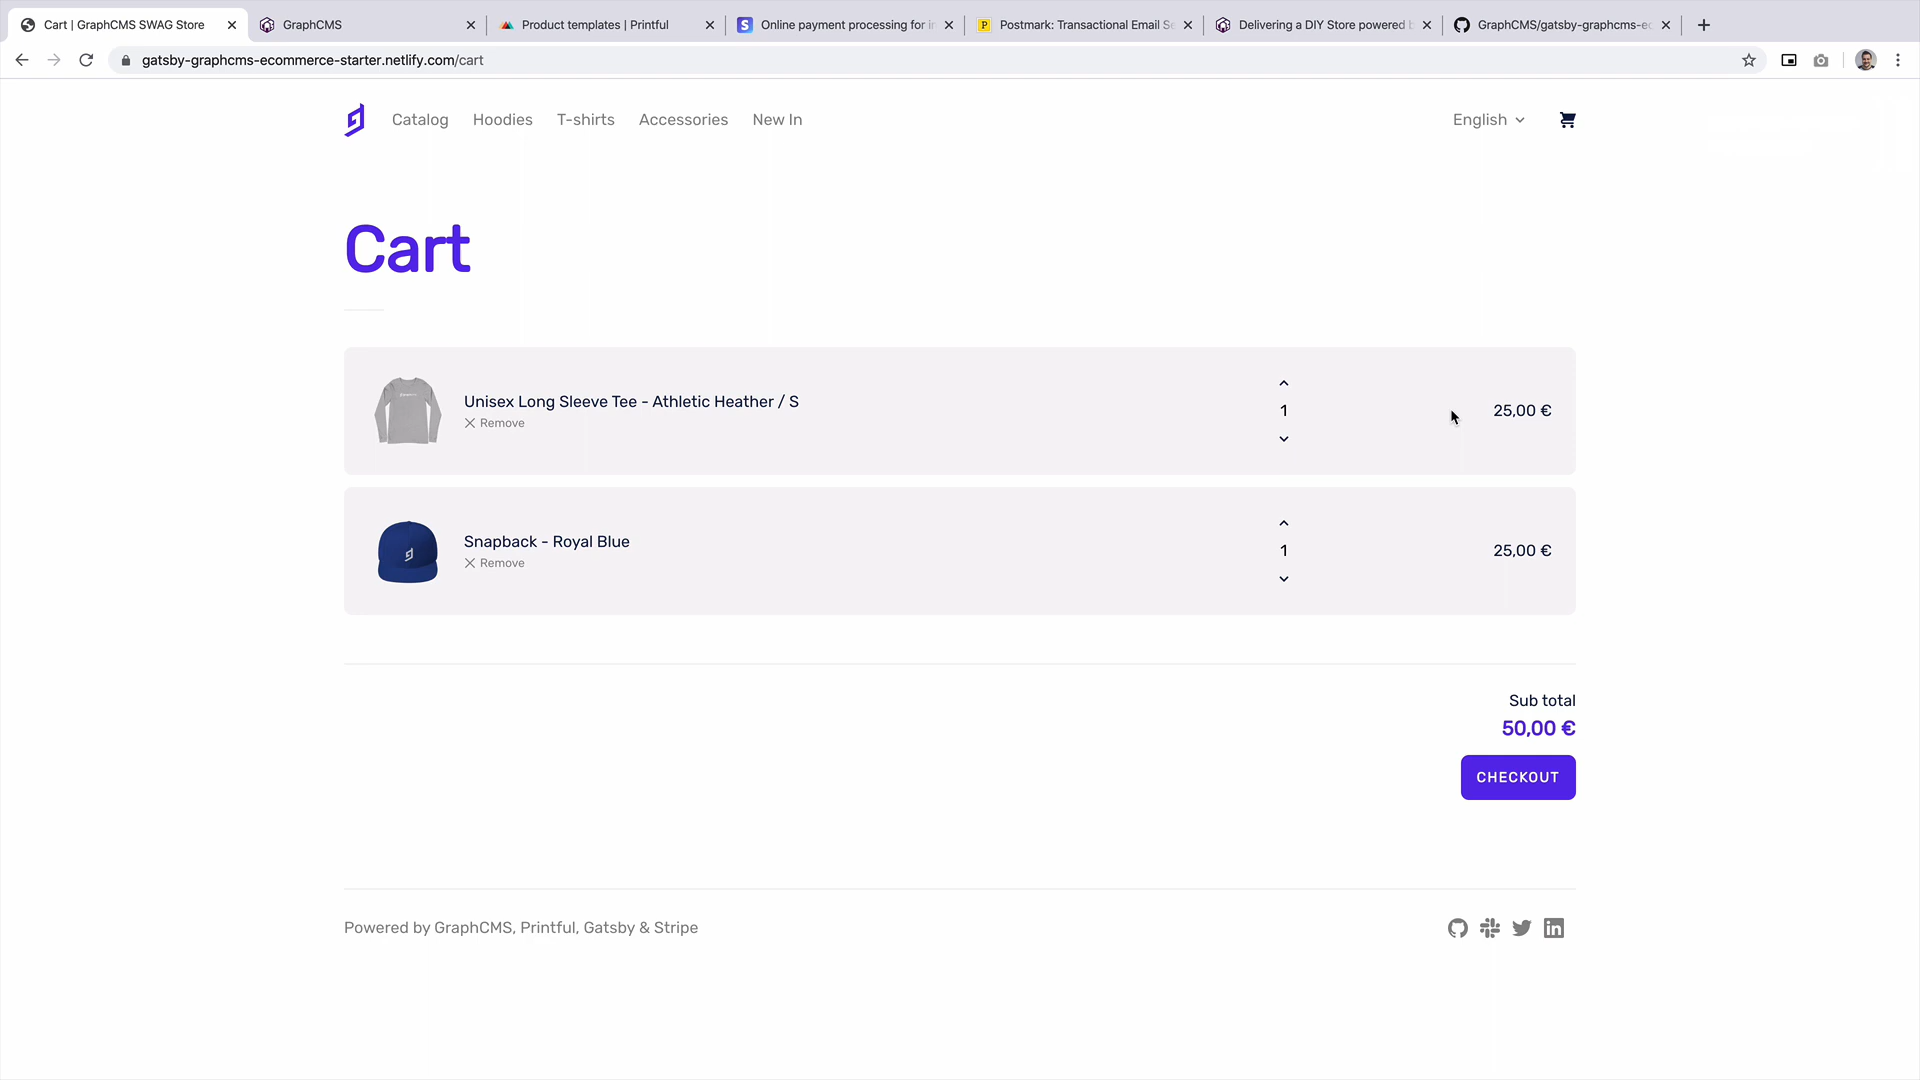 Cart | GraphCMS SWAG Store
GraphCMS
Product templates | Printful
Online payment processing for in
Postmark: Transactional Email Se
Delivering a DIY Store powered b
GraphCMS/gatsby-graphcms-ec
gatsby-graphcms-ecommerce-starter.netlify.com/cart
Catalog
Hoodies
T-shirts
Accessories
New In
English
Cart
Unisex Long Sleeve Tee - Athletic Heather / S
Remove
1
25,00 €
Snapback - Royal Blue
Remove
1
25,00 €
Sub total
50,00 €
CHECKOUT
Powered by GraphCMS, Printful, Gatsby & Stripe